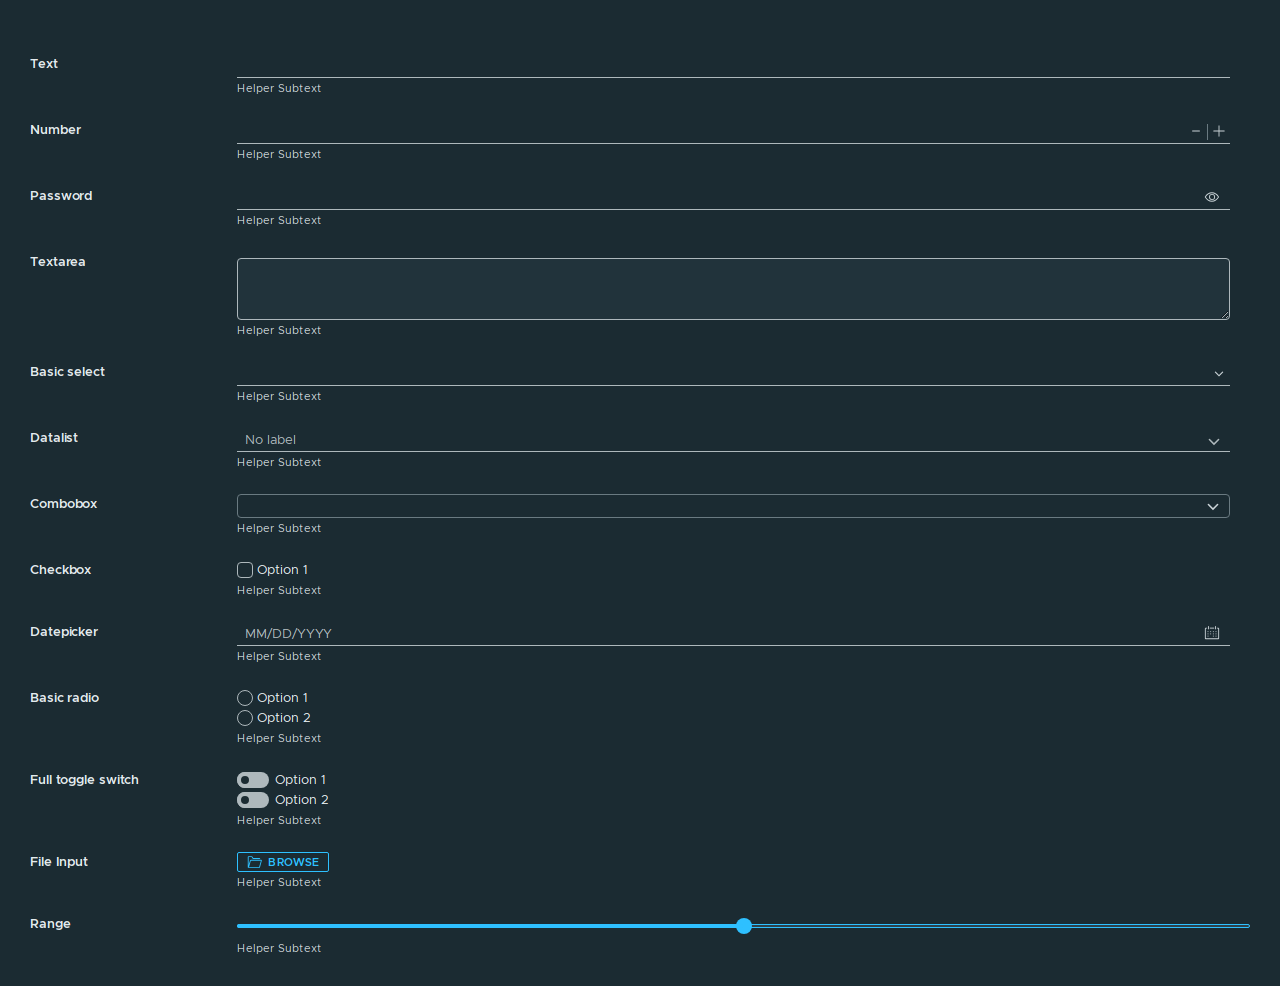 Text
Helper Subtext
Number
Helper Subtext
Password
Helper Subtext
Textarea
Helper Subtext
Basic select
Helper Subtext
Datalist
No label
Helper Subtext
Combobox
Helper Subtext
Checkbox
Option 1
Helper Subtext
Datepicker
MM/DD/YYYY
Helper Subtext
Basic radio
Option 1
Option 2
Helper Subtext
Full toggle switch
Option 1
Option 2
Helper Subtext
File Input
BROWSE
Helper Subtext
Range
Helper Subtext